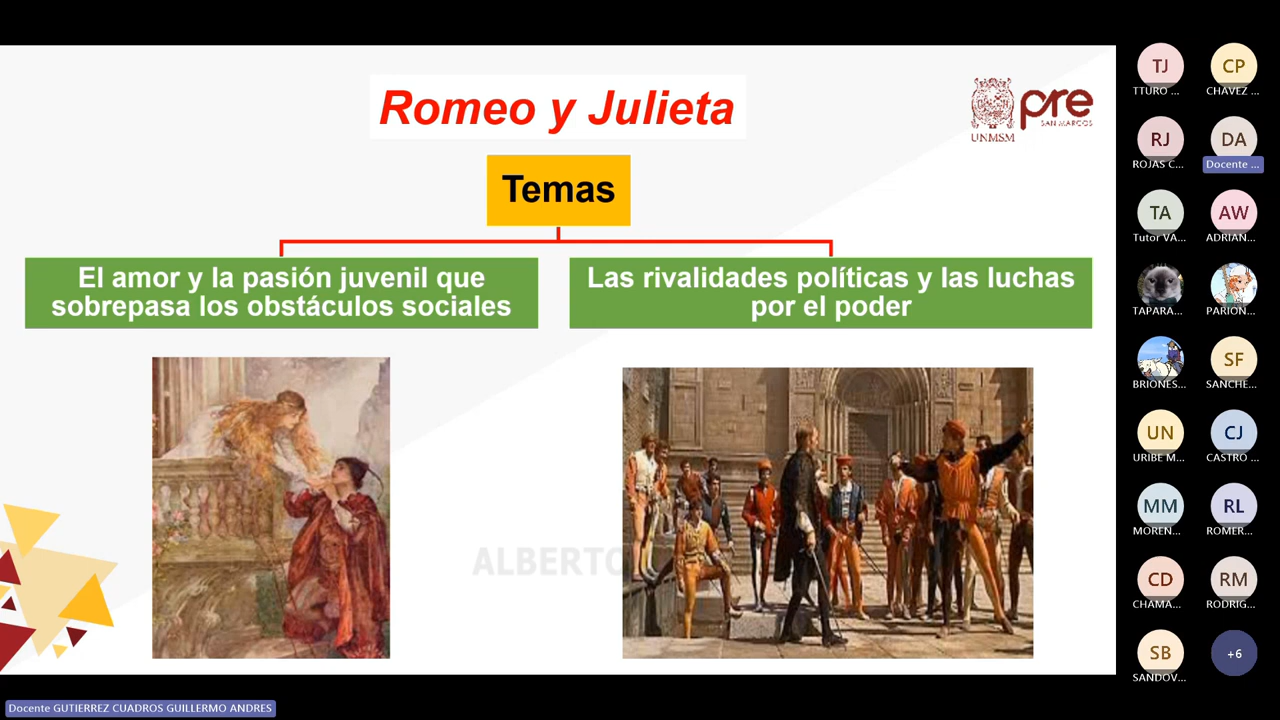 Romeo y Julieta
UNMSM
pre
SAN MARCOS
Temas
El amor y la pasión juvenil que
sobrepasa los obstáculos sociales
Las rivalidades políticas y las luchas
por el poder
ALBERTO
TJ
TTURO ...
CP
CHAVEZ ...
RJ
ROJAS C...
DA
Docente ...
TA
Tutor VA...
AW
ADRIAN...
TAPARA...
PARION...
BRIONES...
SF
SANCHE...
UN
URIBE M...
CJ
CASTRO ...
MM
MOREN...
RL
ROMER...
CD
CHAMA...
RM
RODRIG...
SB
SANDOV...
+6
Docente GUTIERREZ CUADROS GUILLERMO ANDRES